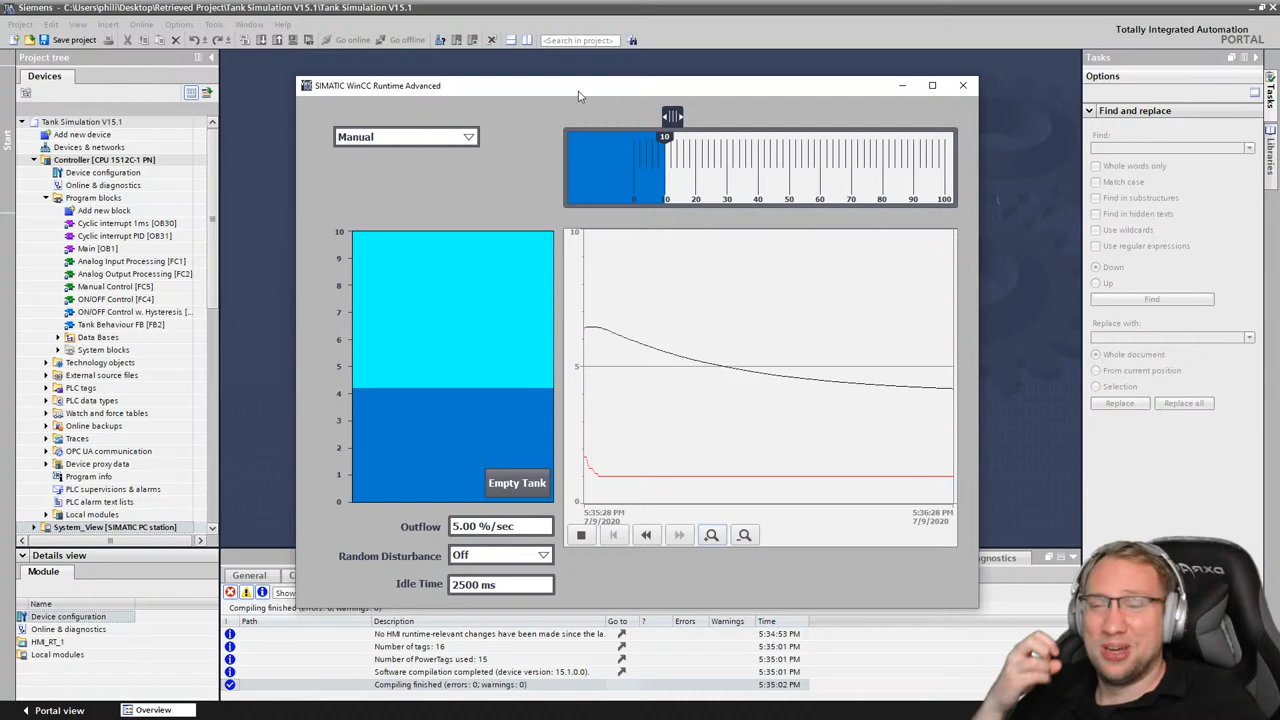 Siemens - C:\Users\phili\Desktop\Retrieved Project\Tank Simulation V15.1\Tank Simulation V15.1
Project Edit View Insert Online Options Tools Window Help
Save project
Go online
Go offline
<Search in project>
Totally Integrated Automation
PORTAL
Project tree
Devices
Start
Tank Simulation V15.1
Add new device
Devices & networks
Controller [CPU 1512C-1 PN]
Device configuration
Online & diagnostics
Program blocks
Add new block
Cyclic interrupt 1ms [OB30]
Cyclic interrupt PID [OB31]
Main [OB1]
Analog Input Processing [FC1]
Analog Output Processing [FC2]
Manual Control [FC5]
ON/OFF Control [FC4]
ON/OFF Control w. Hysteresis [...
Tank Behaviour FB [FB2]
Data Bases
System blocks
Technology objects
External source files
PLC tags
PLC data types
Watch and force tables
Online backups
Traces
OPC UA communication
Device proxy data
Program info
PLC supervisions & alarms
PLC alarm text lists
Local modules
System_View [SIMATIC PC station]
Details view
Module
Name
Device configuration
Online & diagnostics
HMI_RT_1
Local modules
Portal view
Overview
SIMATIC WinCC Runtime Advanced
Manual
10
0 10 20 30 40 50 60 70 80 90 100
10
9
8
7
6
5
4
3
2
1
0
Empty Tank
10
5
0
5:35:28 PM
7/9/2020
5:36:28 PM
7/9/2020
Outflow 5.00 %/sec
Random Disturbance Off
Idle Time 2500 ms
General
Show
Compiling finished (errors: 0; warnings: 0)
! Path Description Go to ? Errors Warnings Time
No HMI runtime-relevant changes have been made since the la. 5:34:53 PM
Number of tags: 16 5:35:01 PM
Number of PowerTags used: 15 5:35:01 PM
Software compilation completed (device version: 15.1.0.0). 5:35:01 PM
Compiling finished (errors: 0; warnings: 0) 5:35:02 PM
Tasks
Options
Find and replace
Find:
Whole words only
Match case
Find in substructures
Find in hidden texts
Use wildcards
Use regular expressions
Down
Up
Find
Replace with:
Whole document
From current position
Selection
Replace
Replace all
Tasks
Libraries